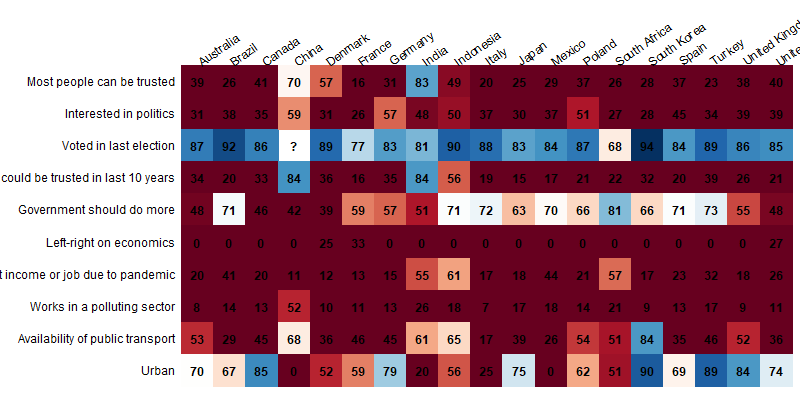 Australia Brazil Canada China Denmark France Germany India Indonesia Italy Japan Mexico Poland South Africa South Korea Spain Turkey United Kingd Unite
Most people can be trusted 39 26 41 70 57 16 31 83 49 20 25 29 37 26 28 37 23 38 40
Interested in politics 31 38 35 59 31 26 57 48 50 37 30 37 51 27 28 45 34 39 39
Voted in last election 87 92 86 ? 89 77 83 81 90 88 83 84 87 68 94 84 89 86 85
could be trusted in last 10 years 34 20 33 84 36 16 35 84 56 19 15 17 21 22 32 20 39 26 21
Government should do more 48 71 46 42 39 59 57 51 71 72 63 70 66 81 66 71 73 55 48
Left-right on economics 0 0 0 0 25 33 0 0 0 0 0 0 0 0 0 0 0 0 27
t income or job due to pandemic 20 41 20 11 12 13 15 55 61 17 18 44 21 57 17 23 32 18 26
Works in a polluting sector 8 14 13 52 10 11 13 26 18 7 17 18 14 21 9 13 17 9 11
Availability of public transport 53 29 45 68 36 46 45 61 65 17 39 26 54 51 84 35 46 52 36
Urban 70 67 85 0 52 59 79 20 56 25 75 0 62 51 90 69 89 84 74